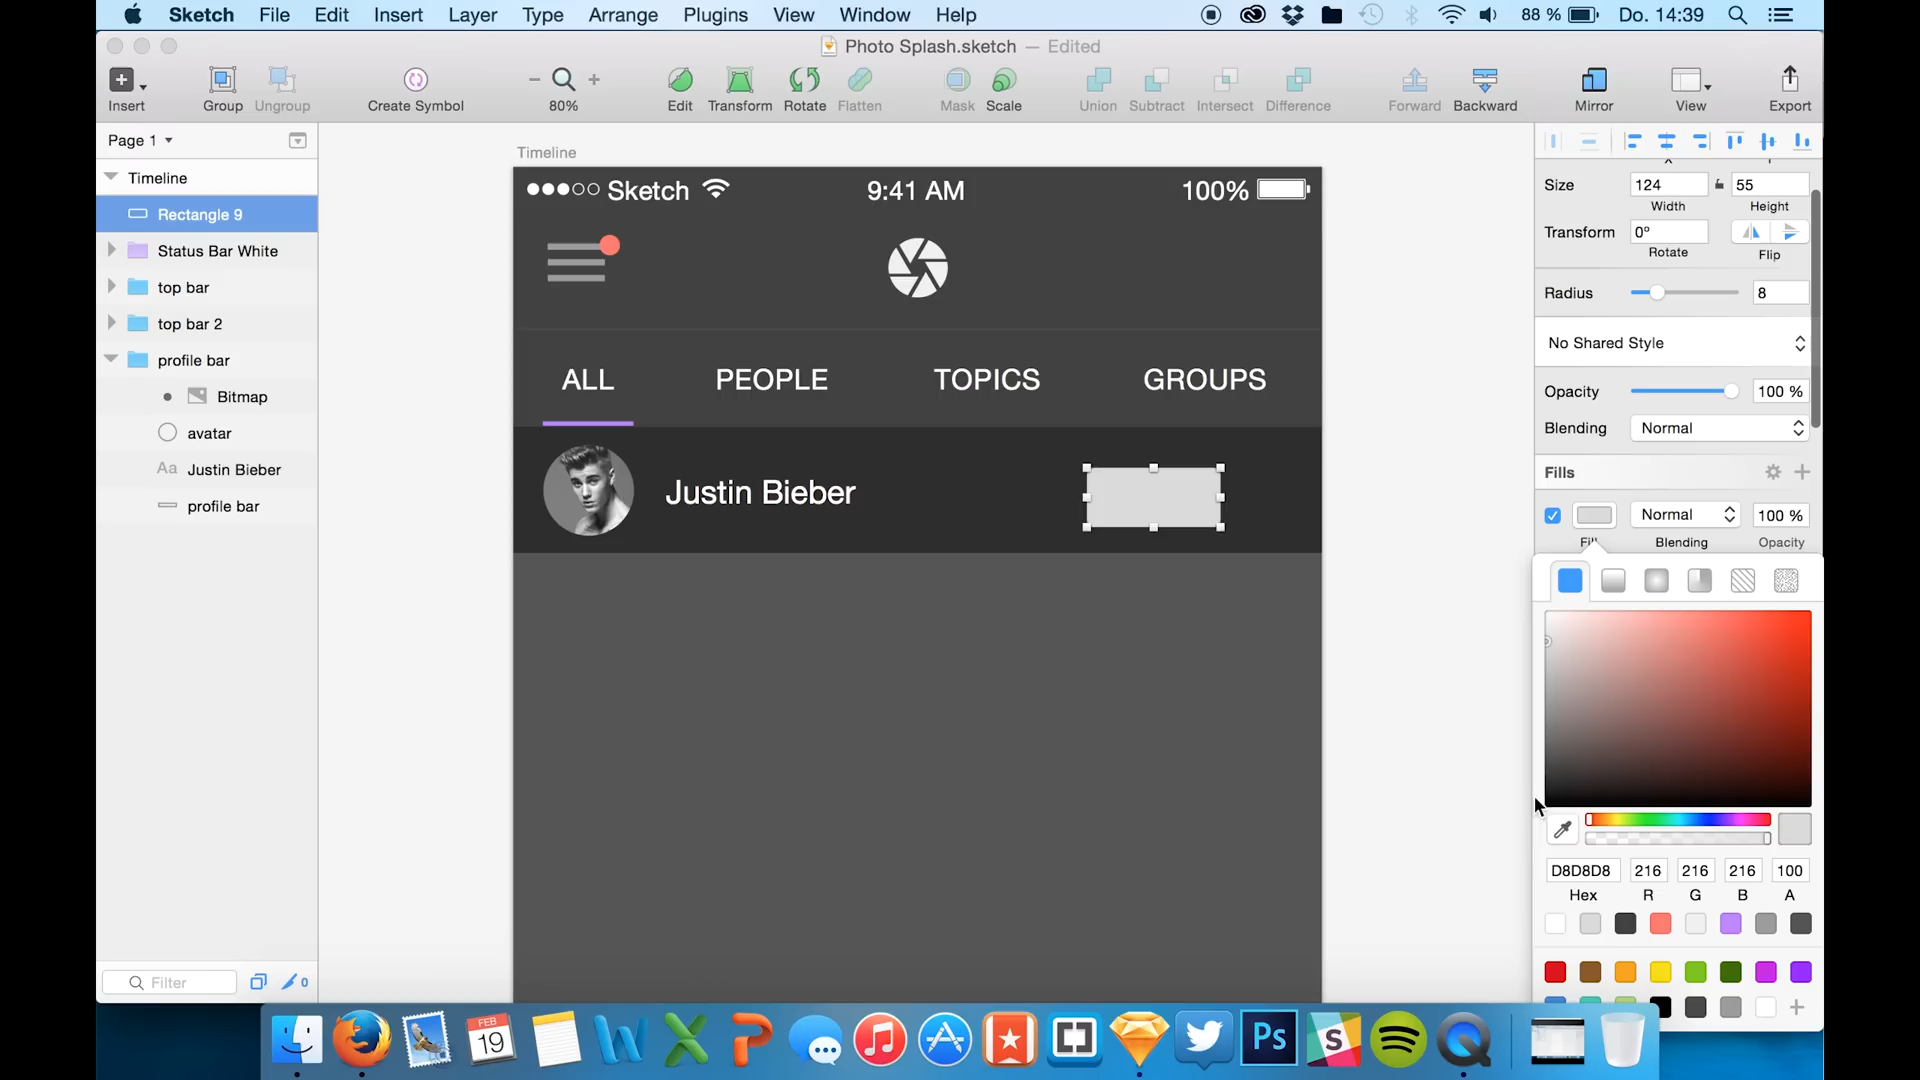 Sketch File Edit Insert Layer Type Arrange Plugins View Window Help 88 % Do. 14:39
Photo Splash.sketch — Edited
Insert Group Ungroup Create Symbol 80% Edit Transform Rotate Flatten Mask Scale Union Subtract Intersect Difference Forward Backward Mirror View Export
Page 1
Timeline
Rectangle 9
Status Bar White
top bar
top bar 2
profile bar
Bitmap
avatar
Aa Justin Bieber
profile bar
Filter 0
Timeline
Sketch 9:41 AM 100%
ALL PEOPLE TOPICS GROUPS
Justin Bieber
Size 124 55
Width Height
Transform 0°
Rotate Flip
Radius 8
No Shared Style
Opacity 100 %
Blending Normal
Fills
Normal 100 %
Fill Blending Opacity
D8D8D8 216 216 216 100
Hex R G B A
FEB
19
W X P Ps S